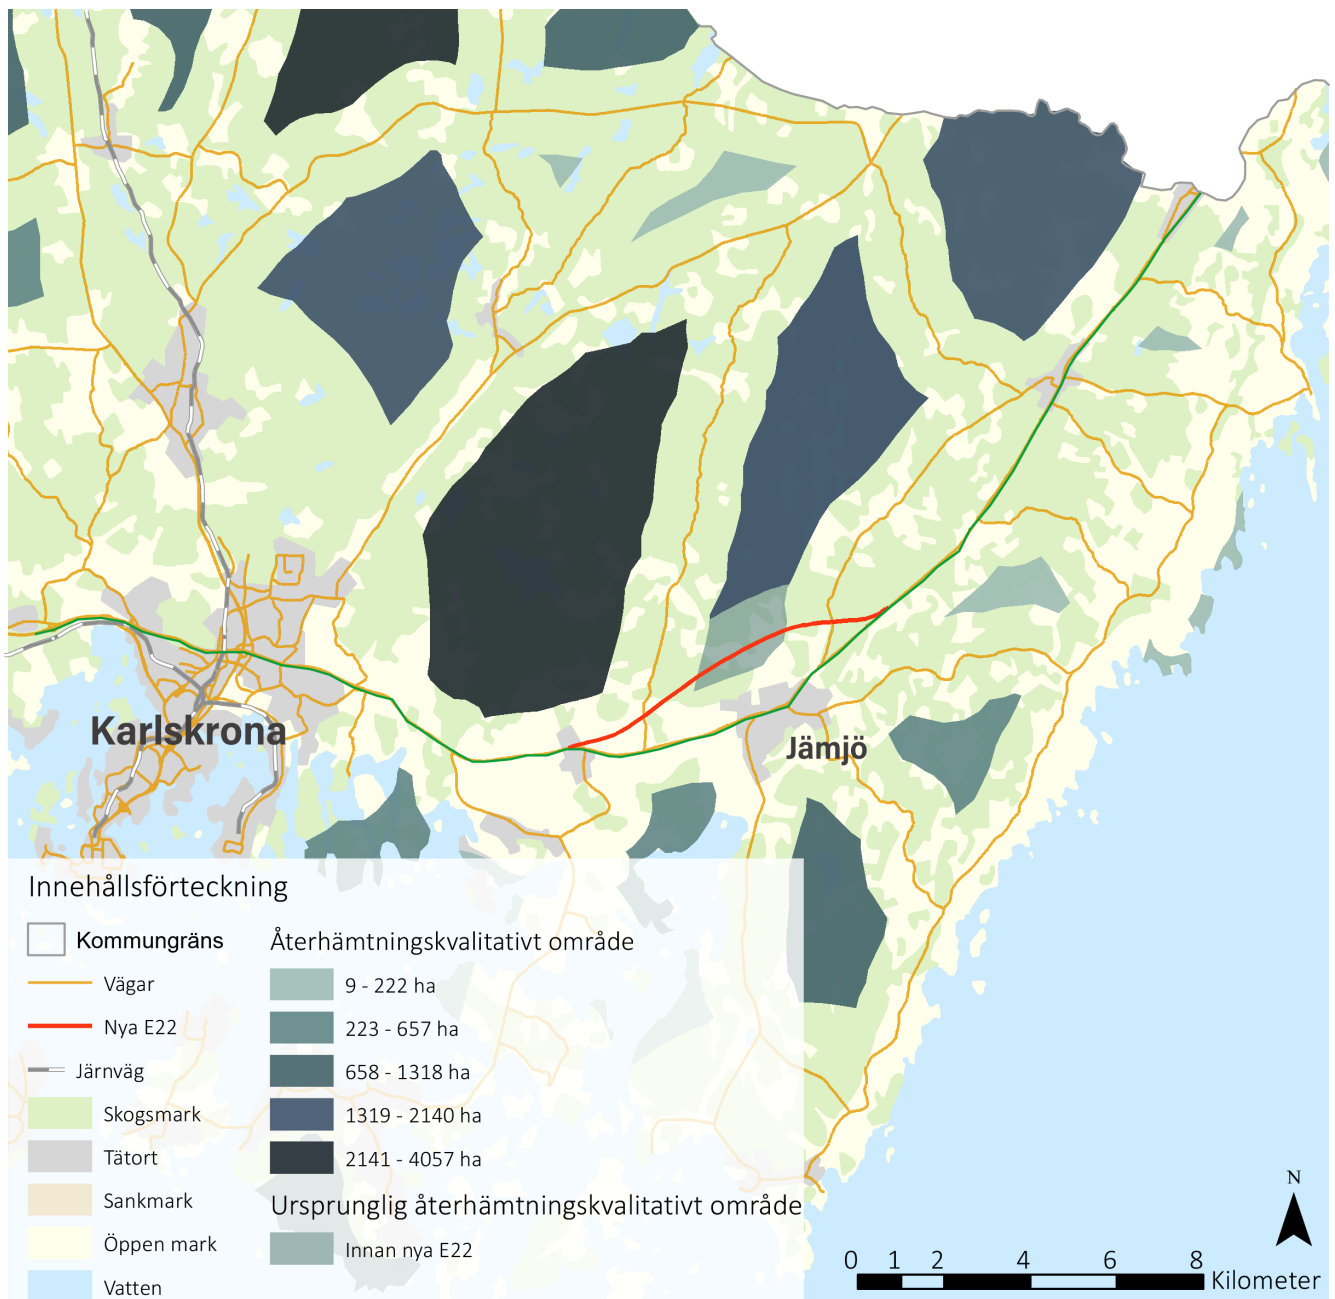 Karlskrona
Jämjö
Innehållsförteckning
Kommungräns
Vägar
Nya E22
Järnväg
Skogsmark
Tätort
Sankmark
Öppen mark
Vatten
Återhämtningskvalitativt område
9 - 222 ha
223 - 657 ha
658 - 1318 ha
1319 - 2140 ha
2141 - 4057 ha
Ursprunglig återhämtningskvalitativt område
Innan nya E22
N
0 1 2 4 6 8
Kilometer